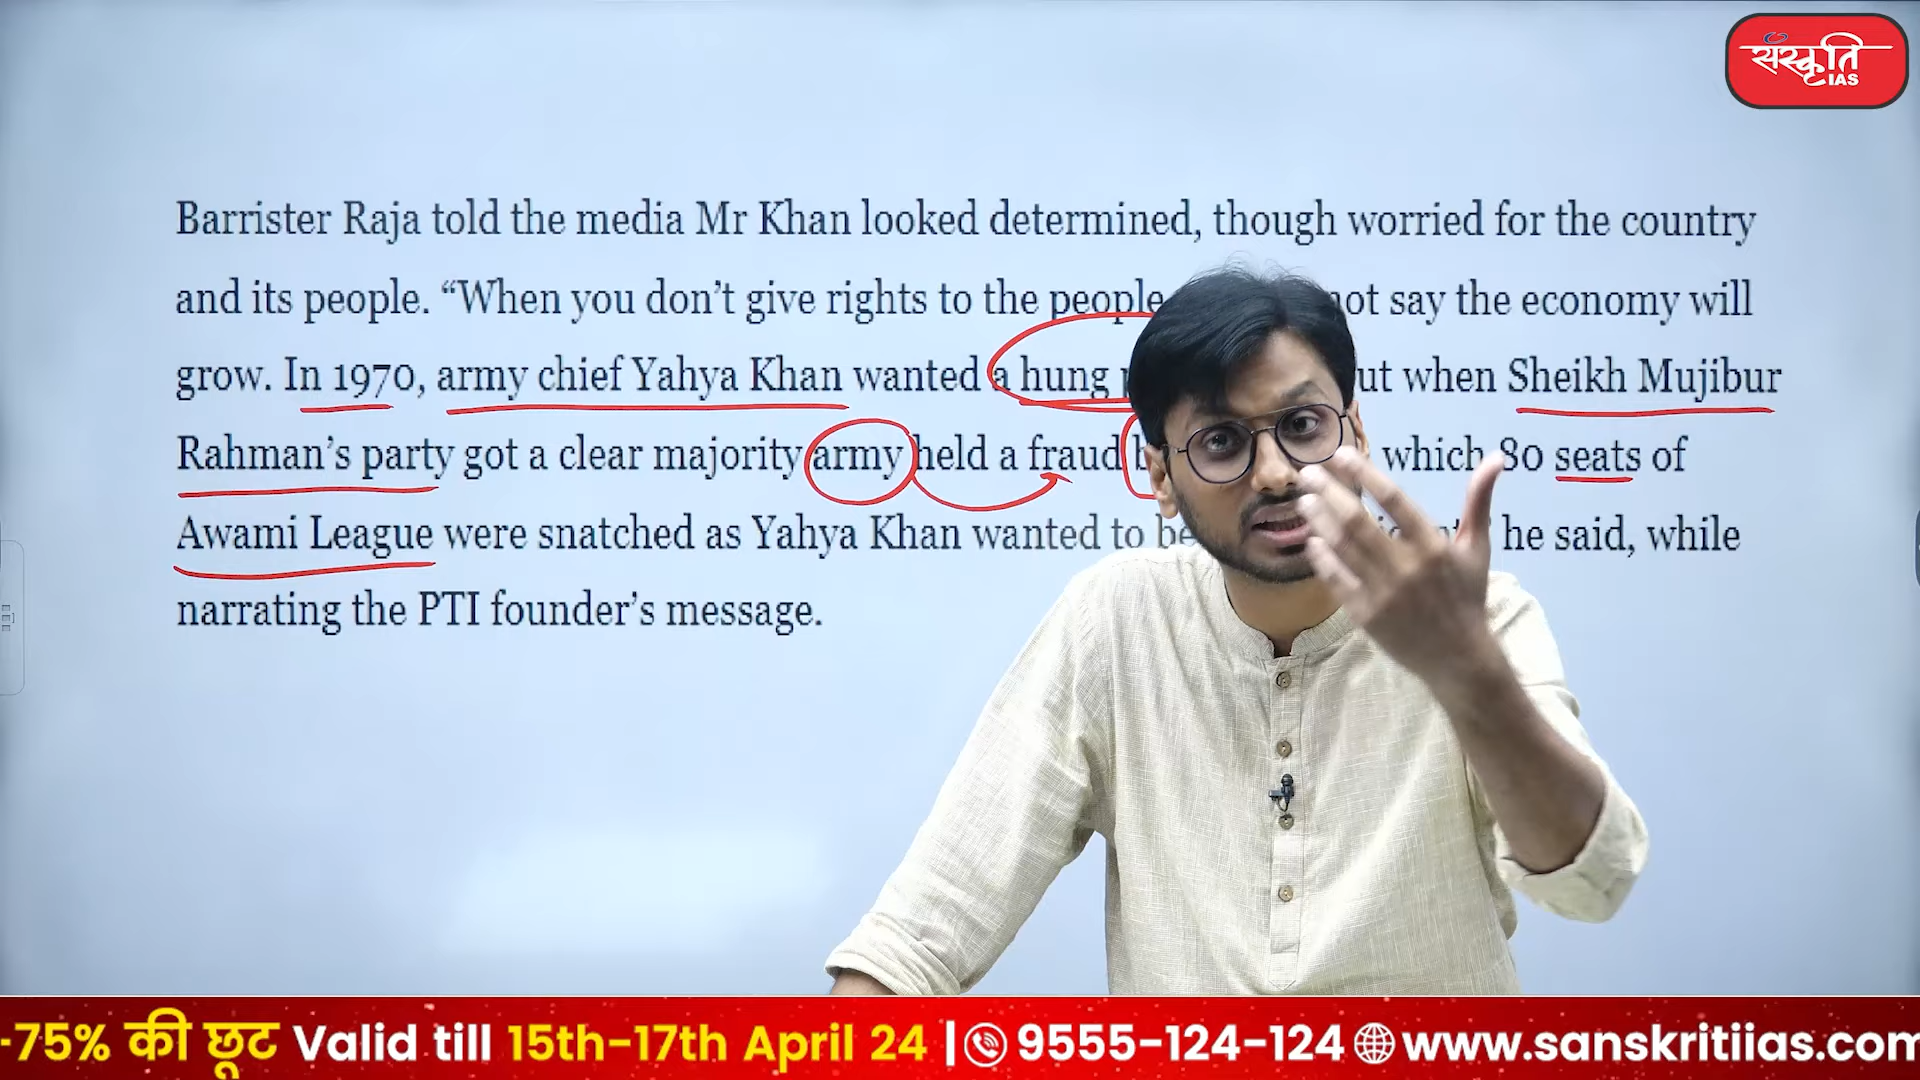 संस्कृति
IAS
Barrister Raja told the media Mr Khan looked determined, though worried for the country
and its people. “When you don’t give rights to the people not say the economy will
grow. In 1970, army chief Yahya Khan wanted a hung when Sheikh Mujibur
Rahman’s party got a clear majority army held a fraud which 80 seats of
Awami League were snatched as Yahya Khan wanted to he said, while
narrating the PTI founder’s message.
-75% की छूट Valid till 15th-17th April 24 | 9555-124-124 www.sanskritiias.com